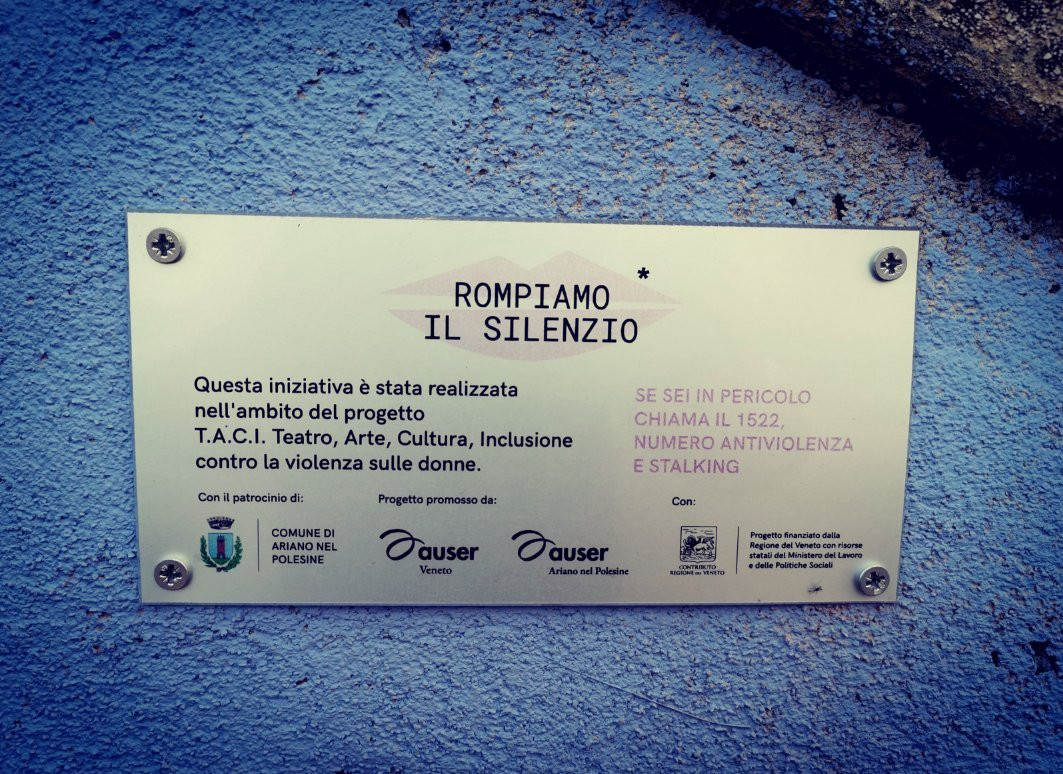 ROMPIAMO *
IL SILENZIO
Questa iniziativa è stata realizzata
nell'ambito del progetto
T.A.C.I. Teatro, Arte, Cultura, Inclusione
contro la violenza sulle donne.
SE SEI IN PERICOLO
CHIAMA IL 1522,
NUMERO ANTIVIOLENZA
E STALKING
Con il patrocinio di:
COMUNE DI
ARIANO NEL
POLESINE
Progetto promosso da:
auser
Veneto
auser
Ariano nel Polesine
Con:
CONTRIBUTO
REGIONE DEL VENETO
Progetto finanziato dalla
Regione del Veneto con risorse
statali del Ministero del Lavoro
e delle Politiche Sociali